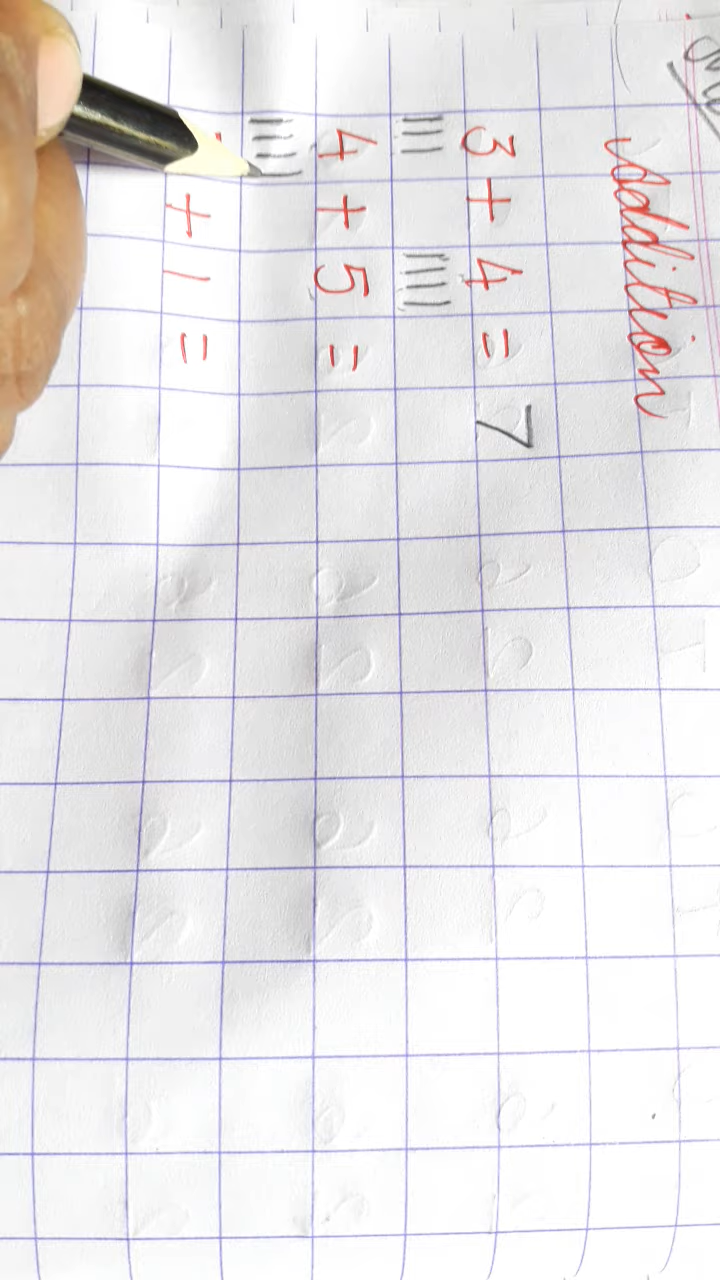 Addition
3 + 4 = 7
4 + 5 =
+ 1 =